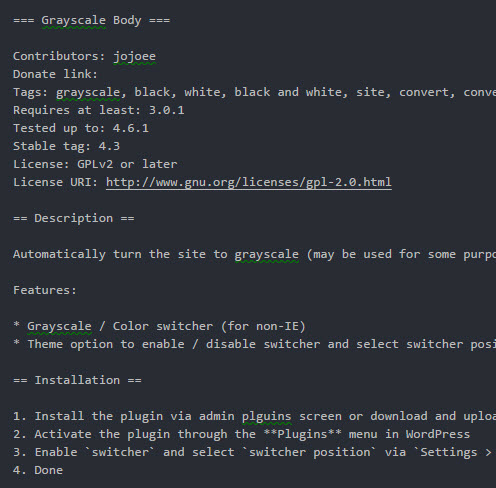 === Grayscale Body ===
Contributors: jojoee
Donate link:
Tags: grayscale, black, white, black and white, site, convert, conve
Requires at least: 3.0.1
Tested up to: 4.6.1
Stable tag: 4.3
License: GPLv2 or later
License URI: http://www.gnu.org/licenses/gpl-2.0.html
== Description ==
Automatically turn the site to grayscale (may be used for some purpo
Features:
* Grayscale / Color switcher (for non-IE)
* Theme option to enable / disable switcher and select switcher posi
== Installation ==
1. Install the plugin via admin plguins screen or download and uploa
2. Activate the plugin through the **Plugins** menu in WordPress
3. Enable `switcher` and select `switcher position` via `Settings >
4. Done